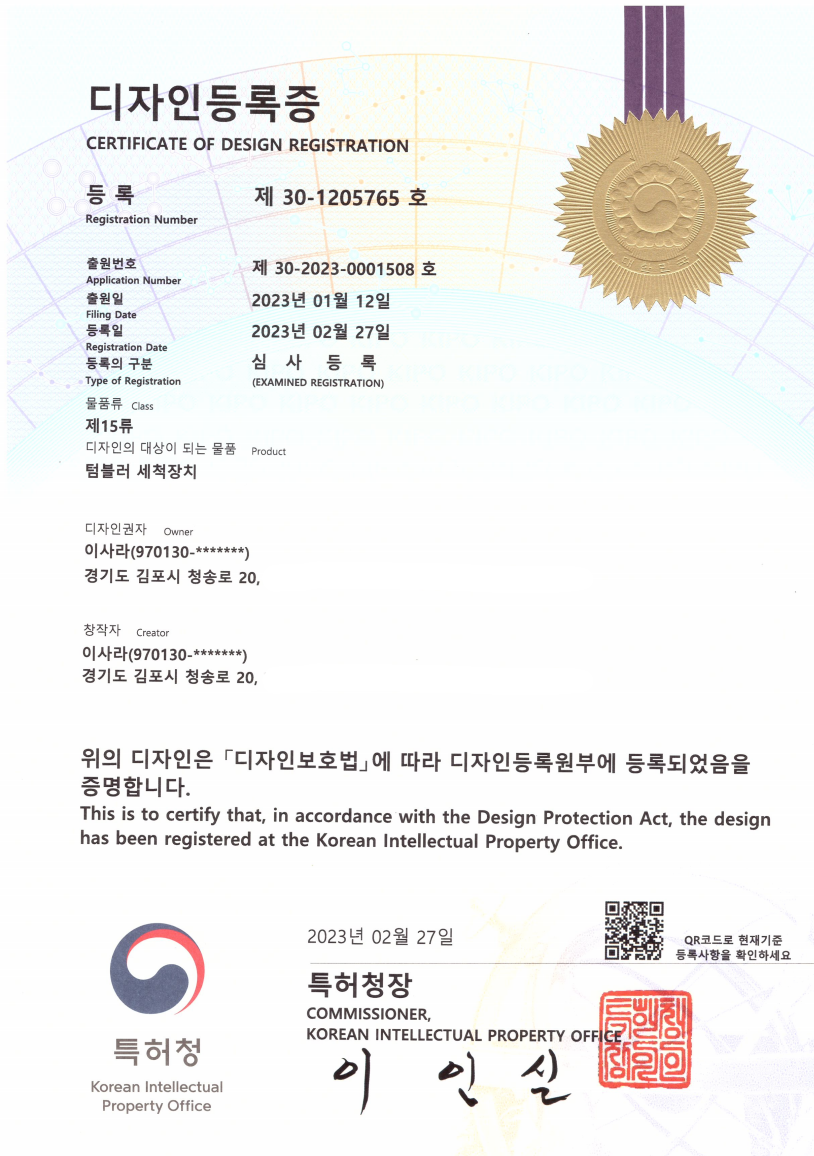 디자인등록증
CERTIFICATE OF DESIGN REGISTRATION
등 록 제 30-1205765 호
Registration Number
출원번호 제 30-2023-0001508 호
Application Number
출원일 2023년 01월 12일
Filing Date
등록일 2023년 02월 27일
Registration Date
등록의 구분 심 사 등 록
Type of Registration (EXAMINED REGISTRATION)
물품류 Class
제15류
디자인의 대상이 되는 물품 Product
텀블러 세척장치
디자인권자 Owner
이사라(970130-*******)
경기도 김포시 청송로 20,
창작자 Creator
이사라(970130-*******)
경기도 김포시 청송로 20,
위의 디자인은 「디자인보호법」에 따라 디자인등록원부에 등록되었음을
증명합니다.
This is to certify that, in accordance with the Design Protection Act, the design
has been registered at the Korean Intellectual Property Office.
2023년 02월 27일
QR코드로 현재기준
등록사항을 확인하세요
특허청장
COMMISSIONER,
KOREAN INTELLECTUAL PROPERTY OFFICE
이 인 실
특허청
Korean Intellectual
Property Office
대한민국